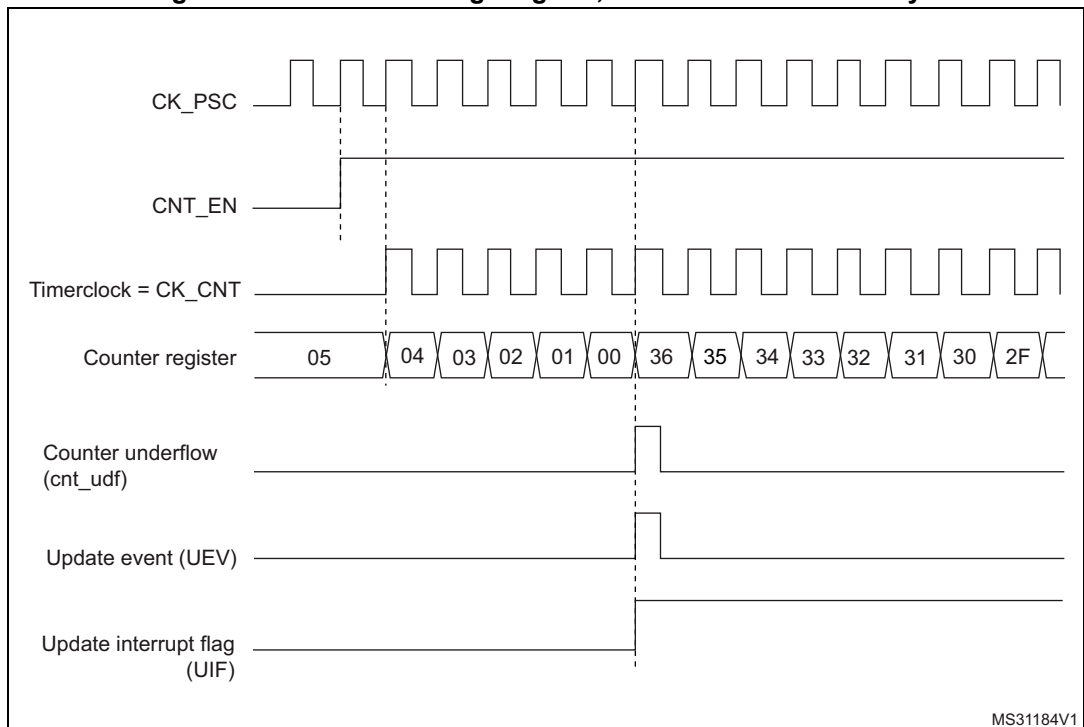 CK_PSC
CNT_EN
Timerclock = CK_CNT
Counter register 05 04 03 02 01 00 36 35 34 33 32 31 30 2F
Counter underflow
(cnt_udf)
Update event (UEV)
Update interrupt flag
(UIF)
MS31184V1